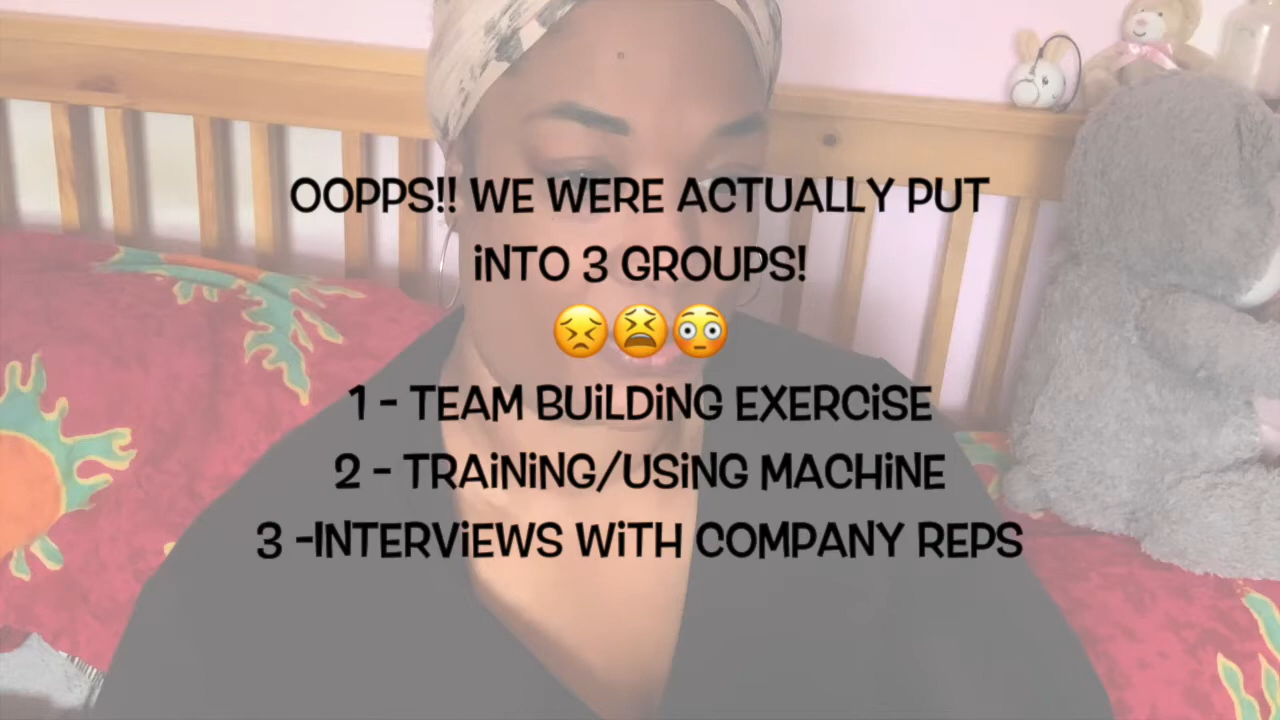 OOPPS!! WE WERE ACTUALLY PUT
iNTO 3 GROUPS!
😣😫😳
1 - TEAM BUiLDiNG EXERCiSE
2 - TRAiNiNG/USiNG MACHiNE
3 -INTERViEWS WiTH COMPANY REPS